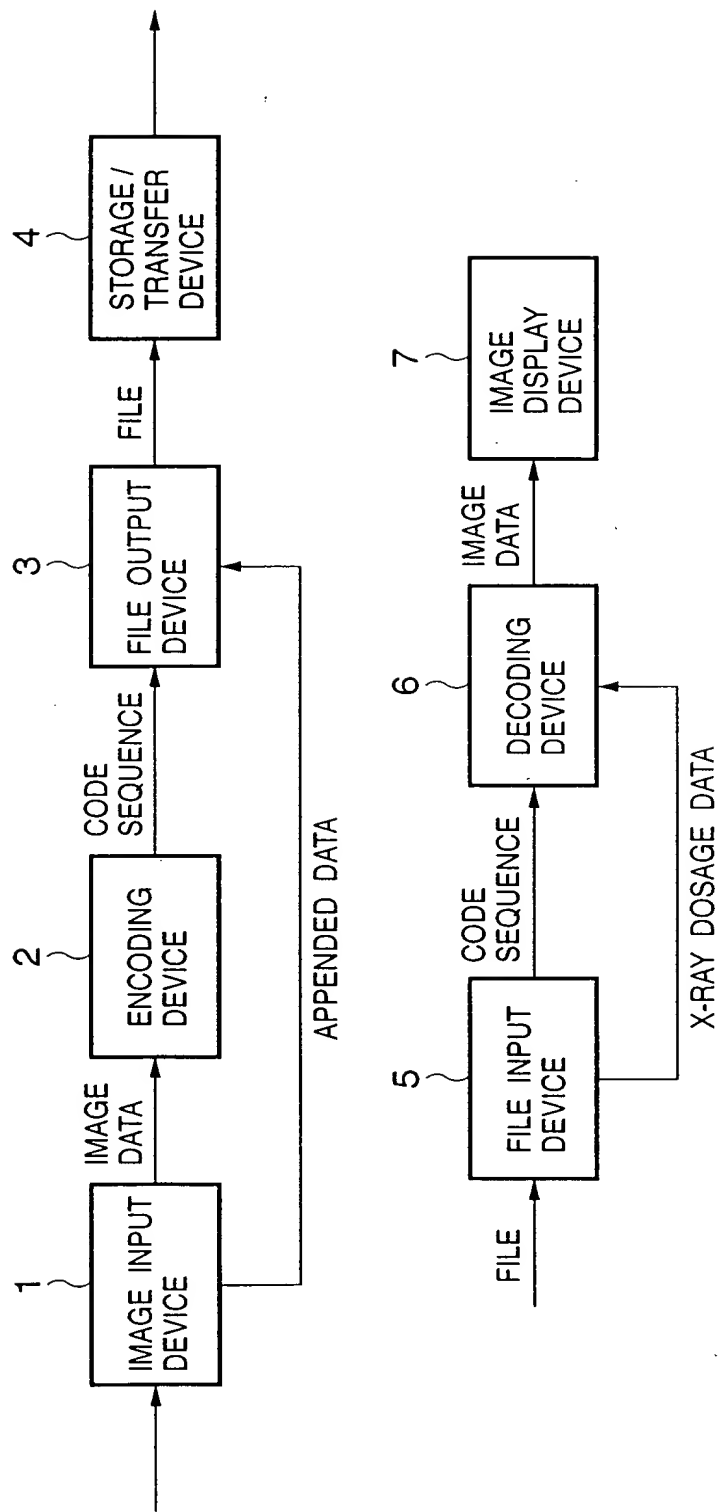 1
IMAGE INPUT
DEVICE
IMAGE
DATA
2
ENCODING
DEVICE
CODE
SEQUENCE
3
FILE OUTPUT
DEVICE
FILE
4
STORAGE/
TRANSFER
DEVICE
APPENDED DATA
FILE
5
FILE INPUT
DEVICE
CODE
SEQUENCE
6
DECODING
DEVICE
IMAGE
DATA
7
IMAGE
DISPLAY
DEVICE
X-RAY DOSAGE DATA